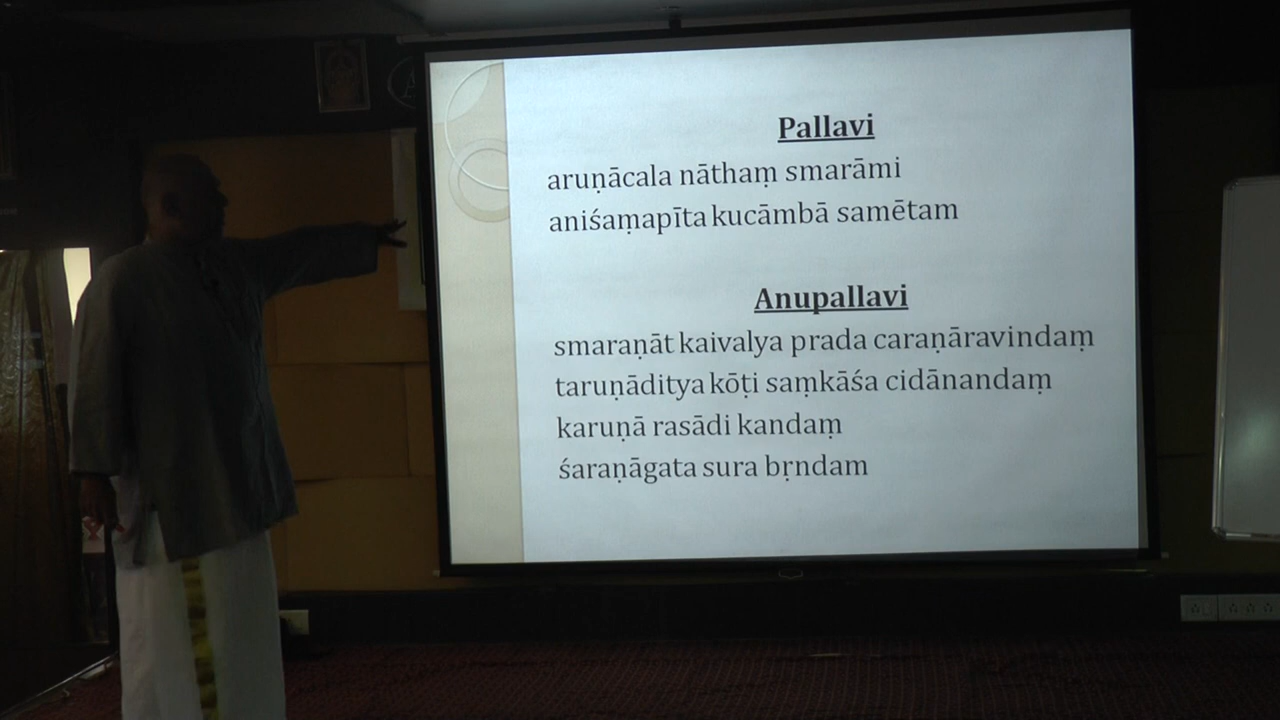 Pallavi
aruṇācala nāthaṃ smarāmi
aniśaṃapīta kucāmbā samētam
Anupallavi
smaraṇāt kaivalya prada caraṇāravindaṃ
taruṇāditya kōṭi saṃkāśa cidānandaṃ
karuṇā rasādi kandaṃ
śaraṇāgata sura bṛndam